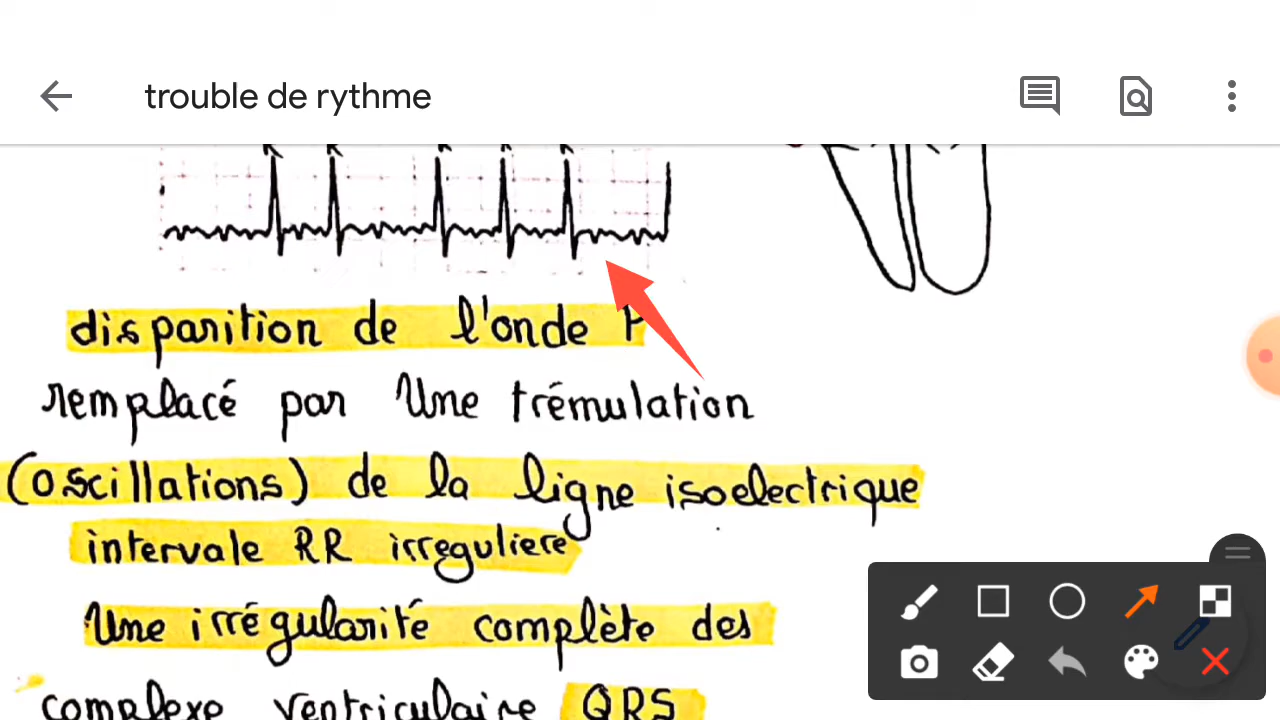 trouble de rythme
disparition de l'onde P
remplacé par Une trémulation
(oscillations) de la ligne isoelectrique
intervale RR irreguliere
Une irrégularité complète des
complexe ventriculaire QRS